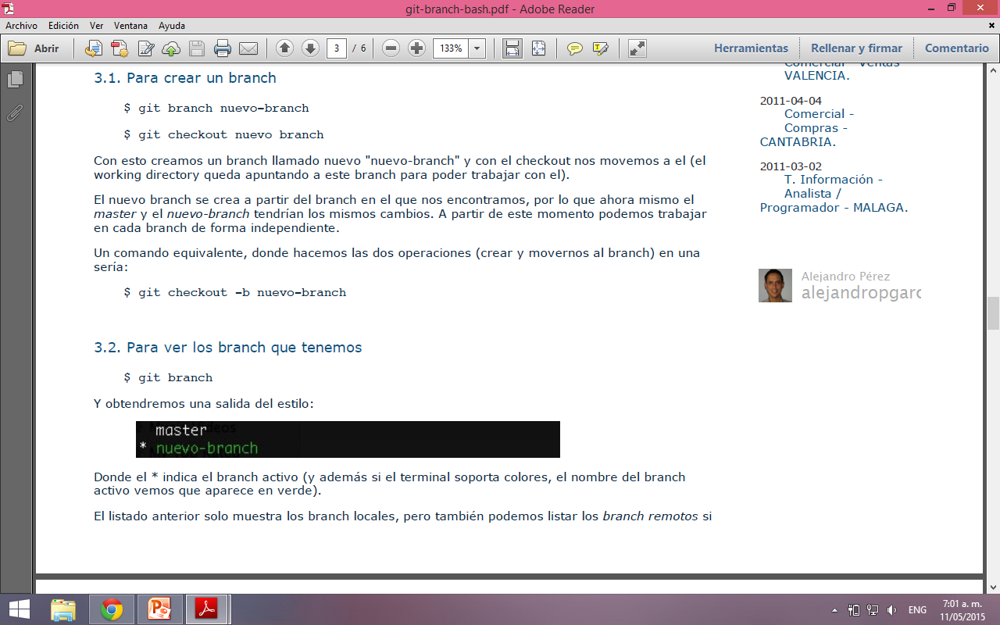 git-branch-bash.pdf - Adobe Reader
Archivo Edición Ver Ventana Ayuda
Abrir 3 / 6 133% Herramientas Rellenar y firmar Comentario
3.1. Para crear un branch
$ git branch nuevo-branch
$ git checkout nuevo branch
Con esto creamos un branch llamado nuevo "nuevo-branch" y con el checkout nos movemos a el (el
working directory queda apuntando a este branch para poder trabajar con el).
El nuevo branch se crea a partir del branch en el que nos encontramos, por lo que ahora mismo el
master y el nuevo-branch tendrían los mismos cambios. A partir de este momento podemos trabajar
en cada branch de forma independiente.
Un comando equivalente, donde hacemos las dos operaciones (crear y movernos al branch) en una
sería:
$ git checkout -b nuevo-branch
3.2. Para ver los branch que tenemos
$ git branch
Y obtendremos una salida del estilo:
master
* nuevo-branch
Donde el * indica el branch activo (y además si el terminal soporta colores, el nombre del branch
activo vemos que aparece en verde).
El listado anterior solo muestra los branch locales, pero también podemos listar los branch remotos si
Comercial - Ventas
VALENCIA.
2011-04-04
Comercial -
Compras -
CANTABRIA.
2011-03-02
T. Información -
Analista /
Programador - MALAGA.
Alejandro Pérez
alejandropgarc
ENG
7:01 a. m.
11/05/2015